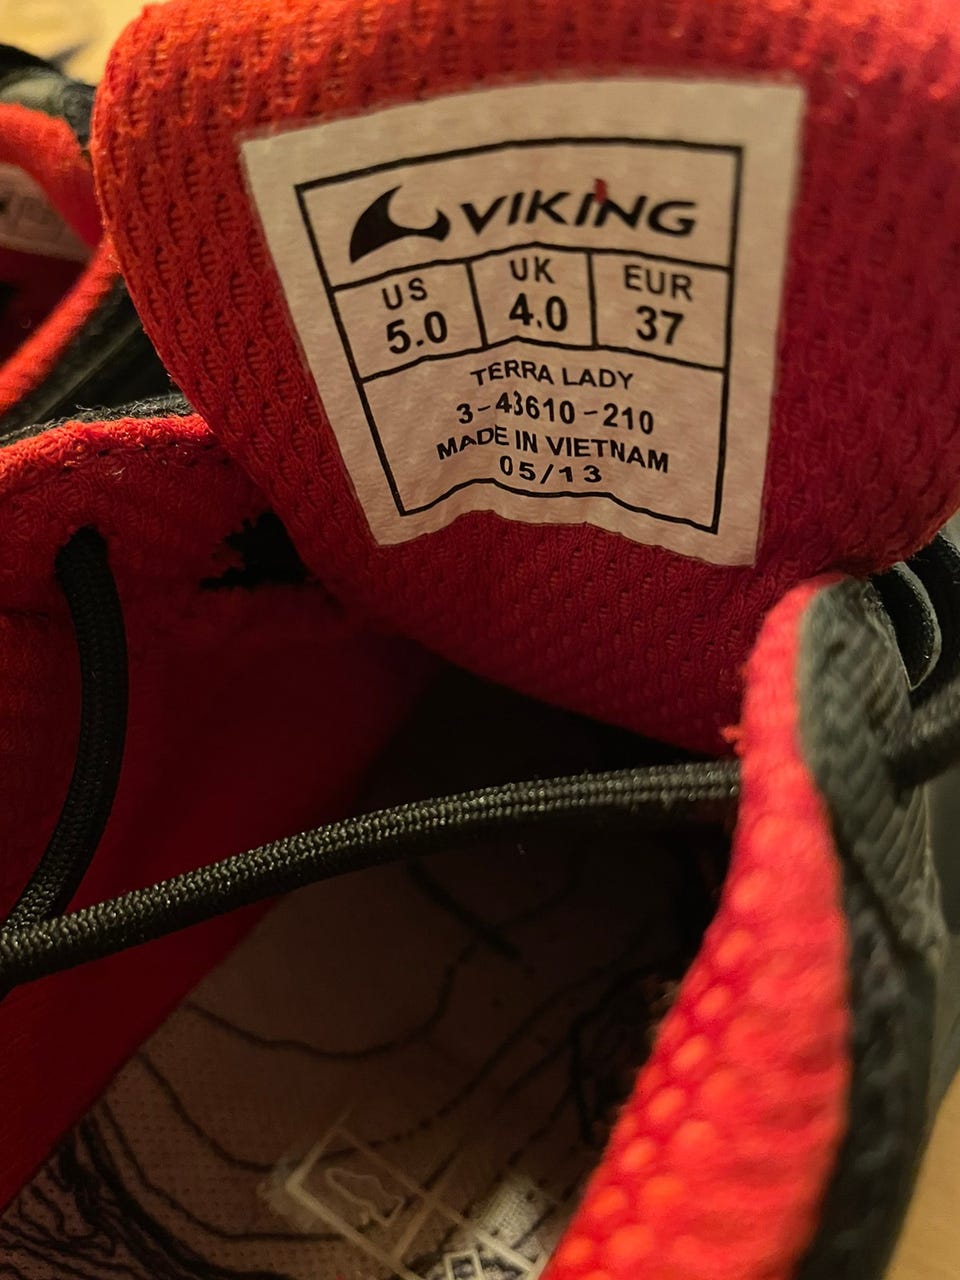 VIKING
US UK EUR
5.0 4.0 37
TERRA LADY
3-43610-210
MADE IN VIETNAM
05/13